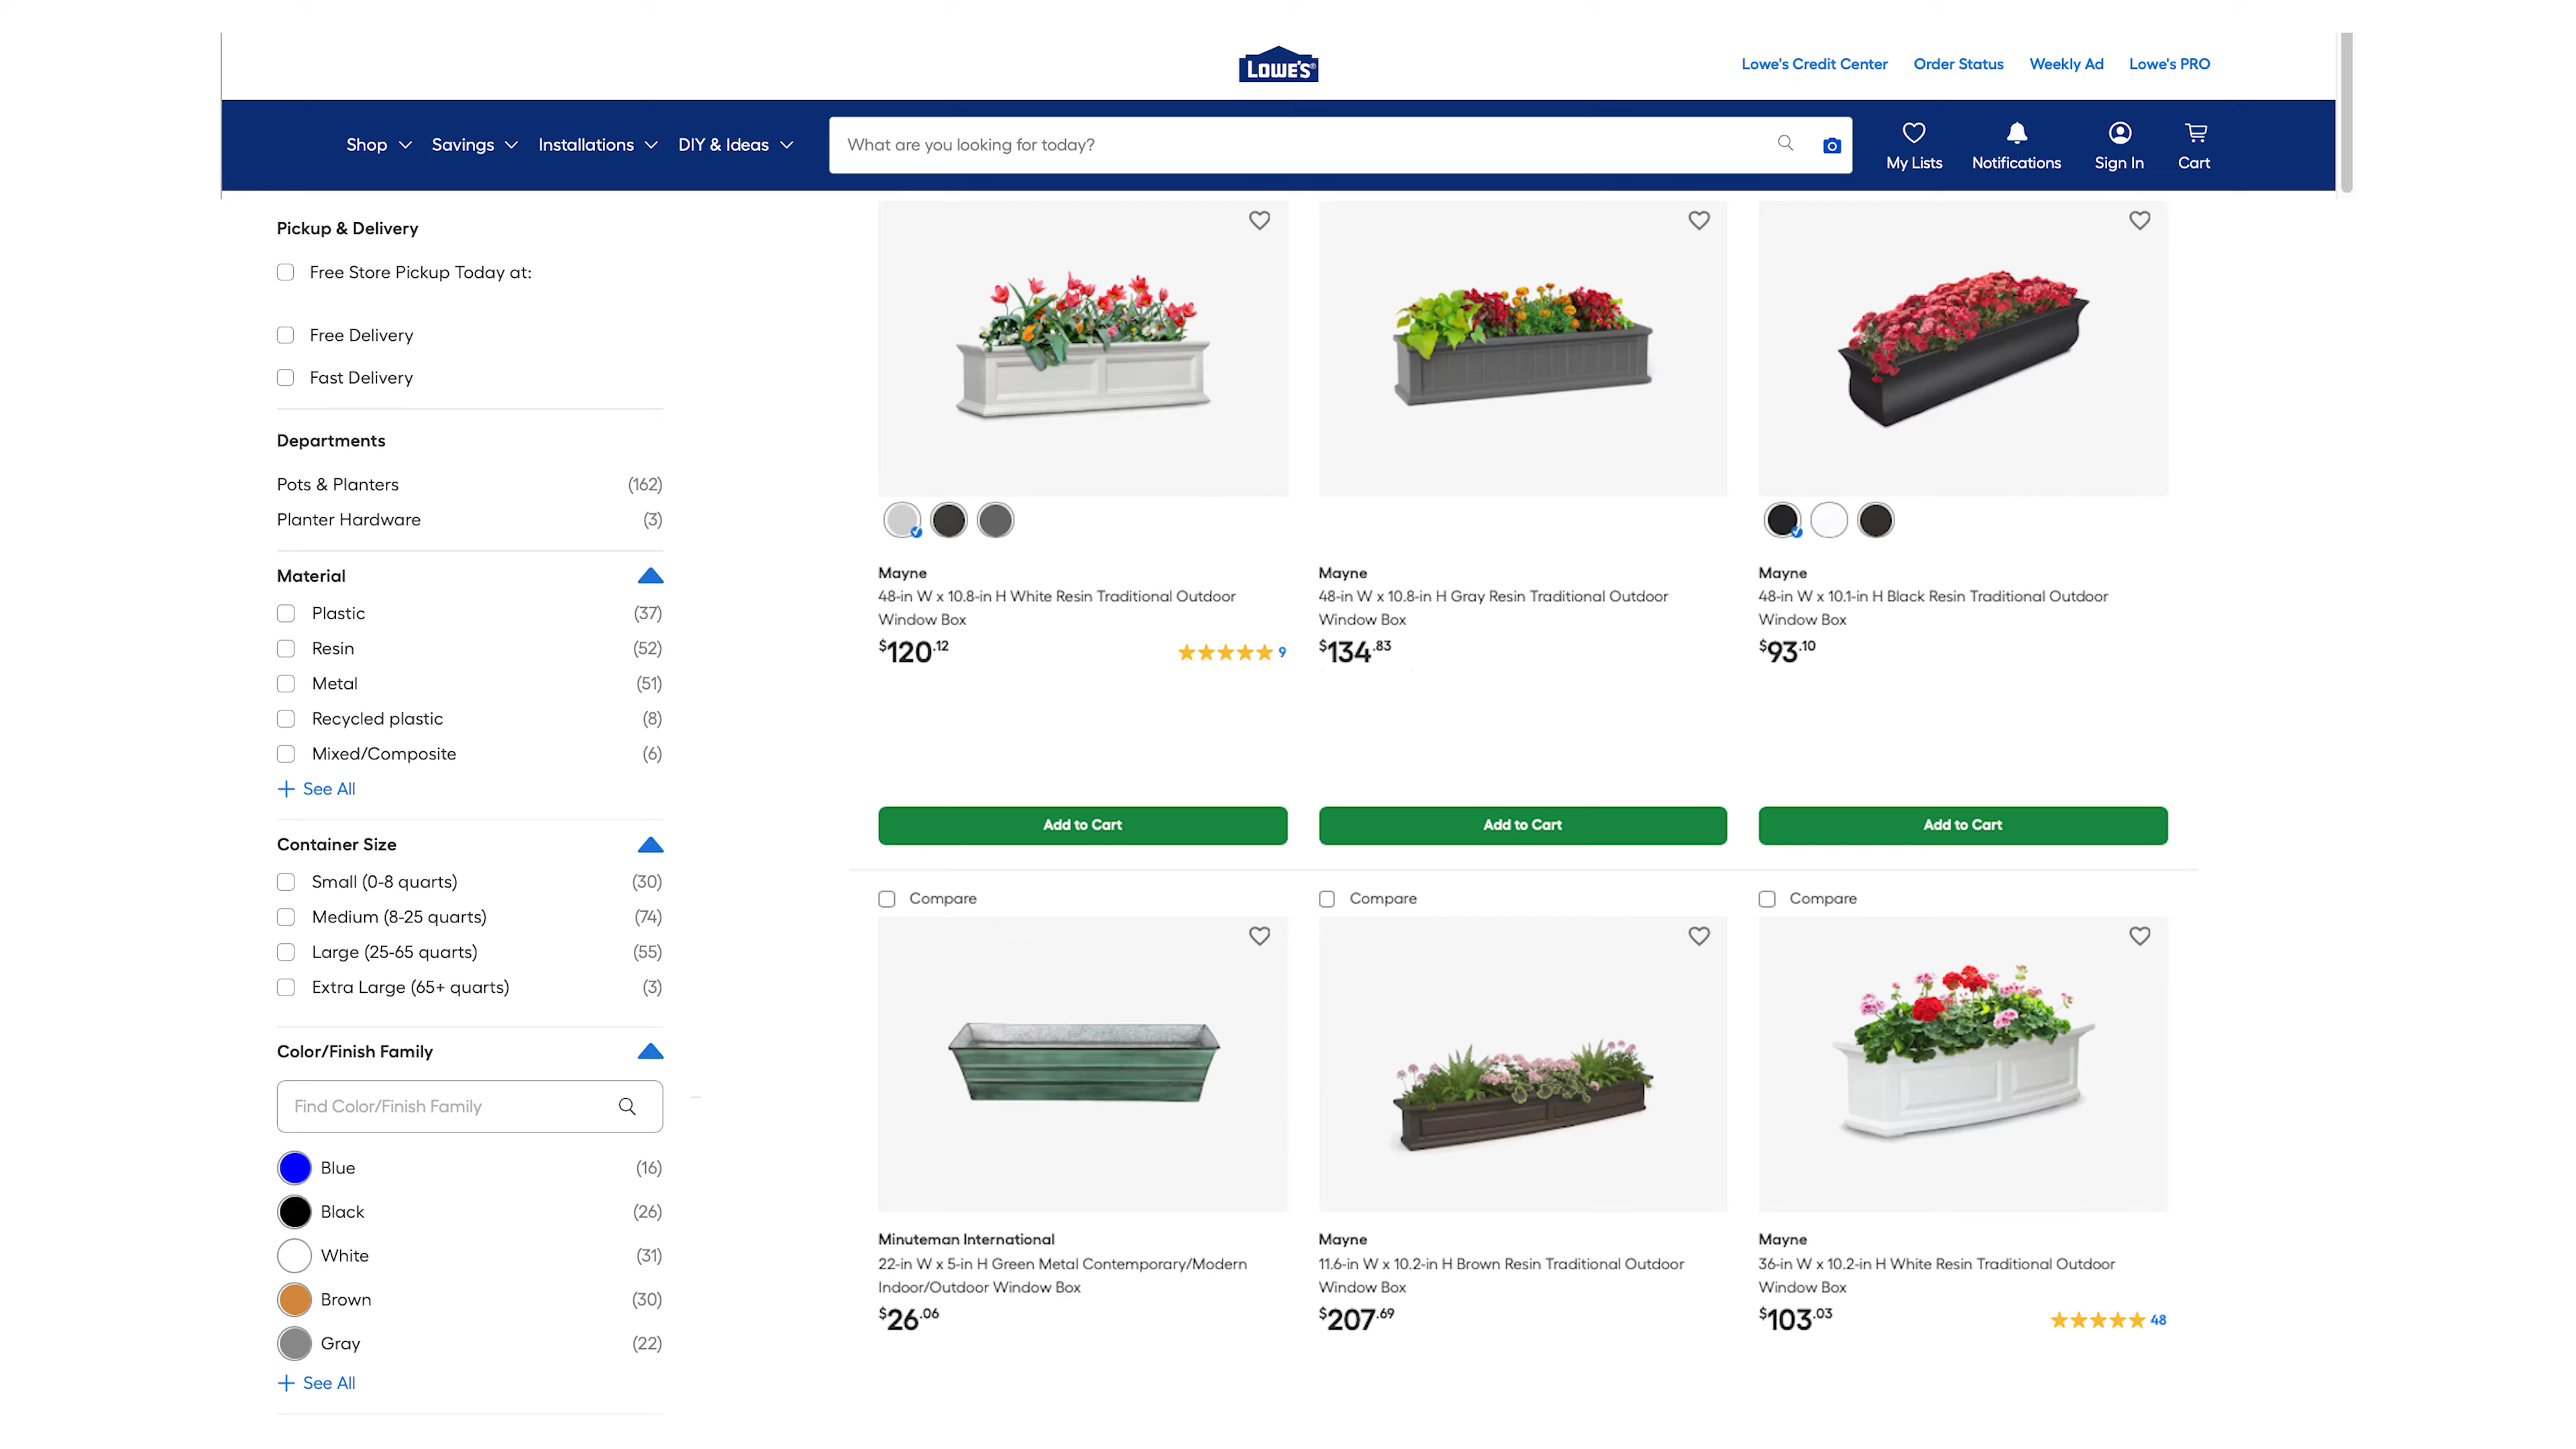 LOWE'S
Lowe's Credit Center Order Status Weekly Ad Lowe's PRO
Shop Savings Installations DIY & Ideas What are you looking for today? My Lists Notifications Sign In Cart
Pickup & Delivery
Free Store Pickup Today at:
Free Delivery
Fast Delivery
Departments
Pots & Planters (162)
Planter Hardware (3)
Material
Plastic (37)
Resin (52)
Metal (51)
Recycled plastic (8)
Mixed/Composite (6)
See All
Container Size
Small (0-8 quarts) (30)
Medium (8-25 quarts) (74)
Large (25-65 quarts) (55)
Extra Large (65+ quarts) (3)
Color/Finish Family
Find Color/Finish Family
Blue (16)
Black (26)
White (31)
Brown (30)
Gray (22)
See All
Mayne
48-in W x 10.8-in H White Resin Traditional Outdoor
Window Box
$120.12 9
Add to Cart
Mayne
48-in W x 10.8-in H Gray Resin Traditional Outdoor
Window Box
$134.83
Add to Cart
Mayne
48-in W x 10.1-in H Black Resin Traditional Outdoor
Window Box
$93.10
Add to Cart
Compare
Minuteman International
22-in W x 5-in H Green Metal Contemporary/Modern
Indoor/Outdoor Window Box
$26.06
Compare
Mayne
11.6-in W x 10.2-in H Brown Resin Traditional Outdoor
Window Box
$207.69
Compare
Mayne
36-in W x 10.2-in H White Resin Traditional Outdoor
Window Box
$103.03 48